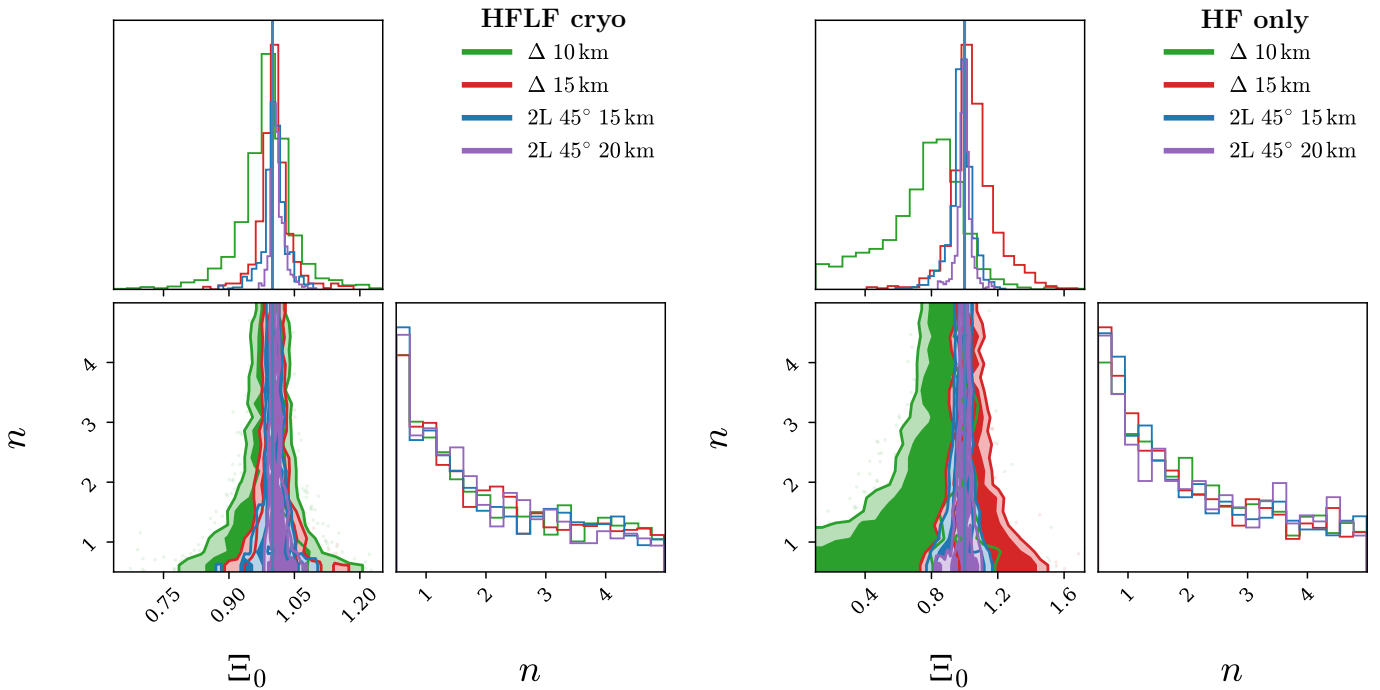 HFLF cryo
Δ 10 km
Δ 15 km
2L 45° 15 km
2L 45° 20 km
n
4
3
2
1
0.75 0.90 1.05 1.20
1 2 3 4
Ξ₀
n
HF only
Δ 10 km
Δ 15 km
2L 45° 15 km
2L 45° 20 km
n
4
3
2
1
0.4 0.8 1.2 1.6
1 2 3 4
Ξ₀
n